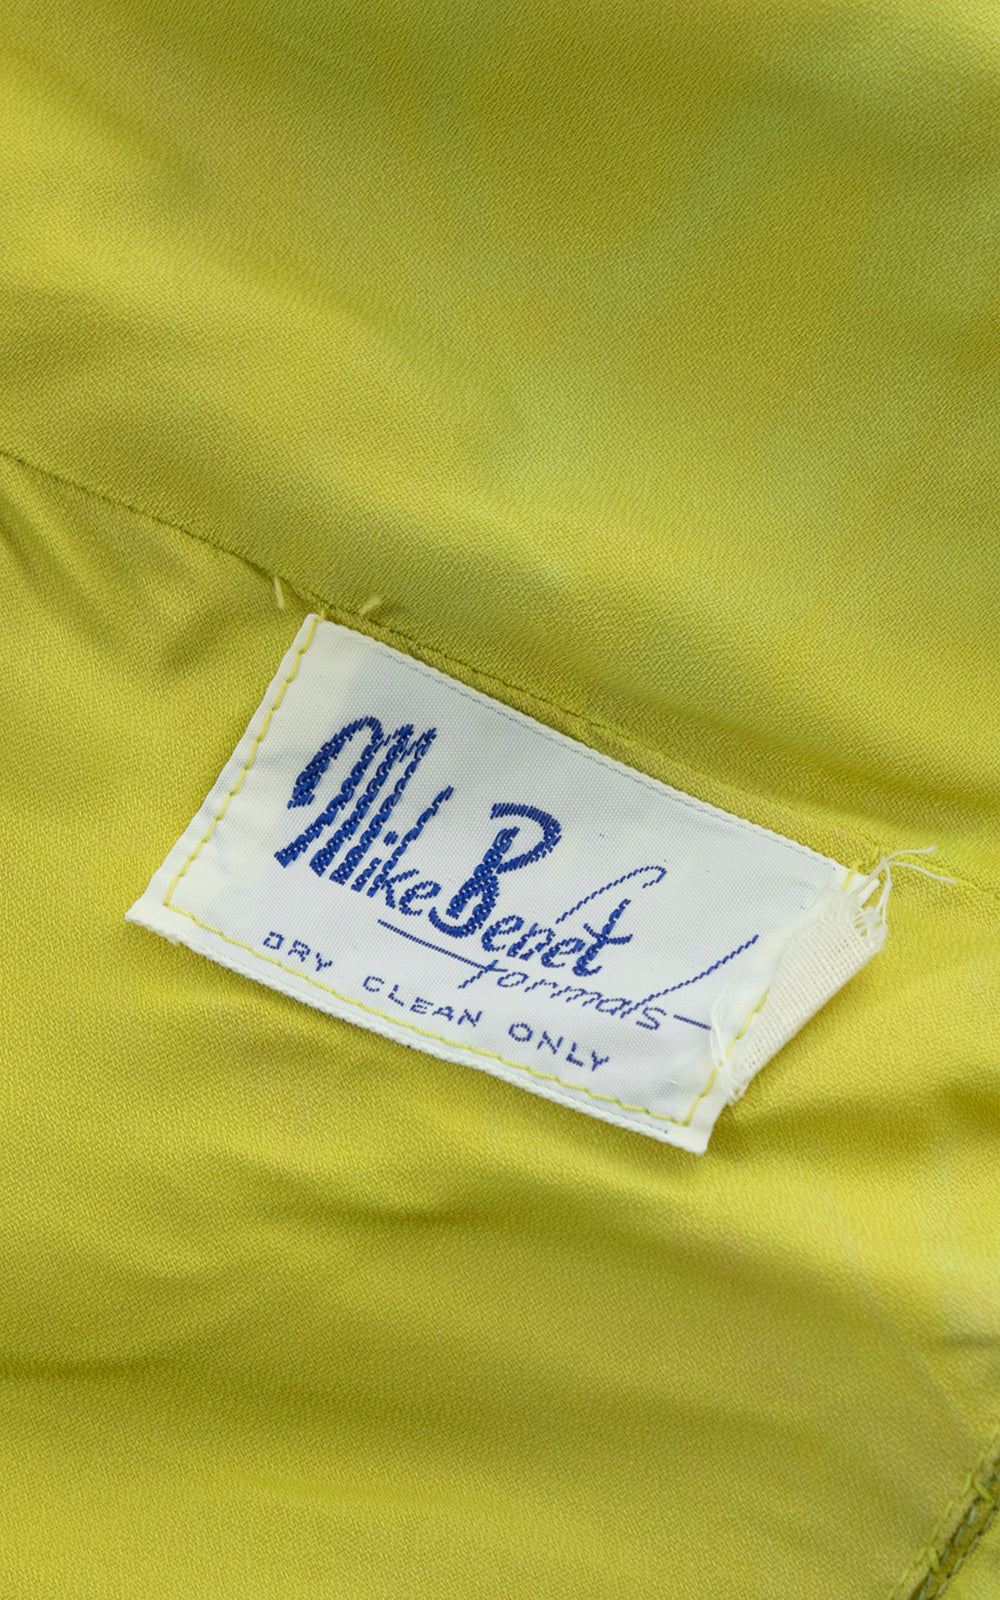 Mike Benet
formals
DRY CLEAN ONLY